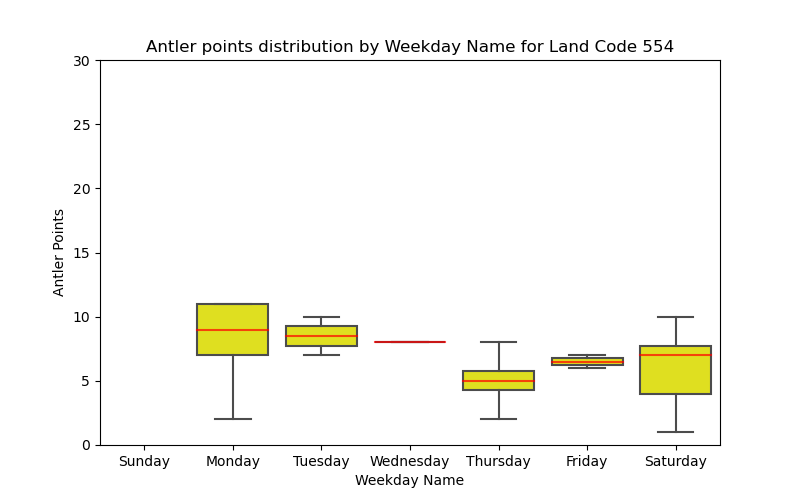 Antler points distribution by Weekday Name for Land Code 554
30
25
20
15
10
5
0
Antler Points
Sunday Monday Tuesday Wednesday Thursday Friday Saturday
Weekday Name